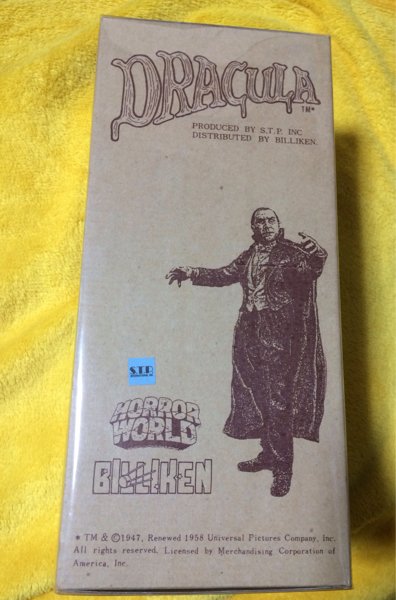 DRACULA
TM*
PRODUCED BY S.T.P. INC
DISTRIBUTED BY BILLIKEN.
S.T.P.
HORROR
WORLD
BILLIKEN
* TM & ©1947, Renewed 1958 Universal Pictures Company, Inc.
All rights reserved. Licensed by Merchandising Corporation of
America, Inc.